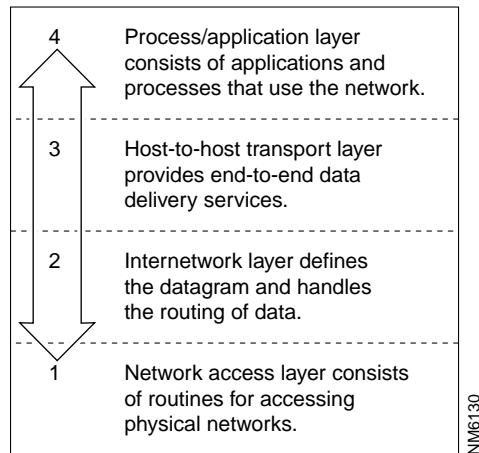 4 Process/application layer
consists of applications and
processes that use the network.
3 Host-to-host transport layer
provides end-to-end data
delivery services.
2 Internetwork layer defines
the datagram and handles
the routing of data.
1 Network access layer consists
of routines for accessing
physical networks.
NM6130